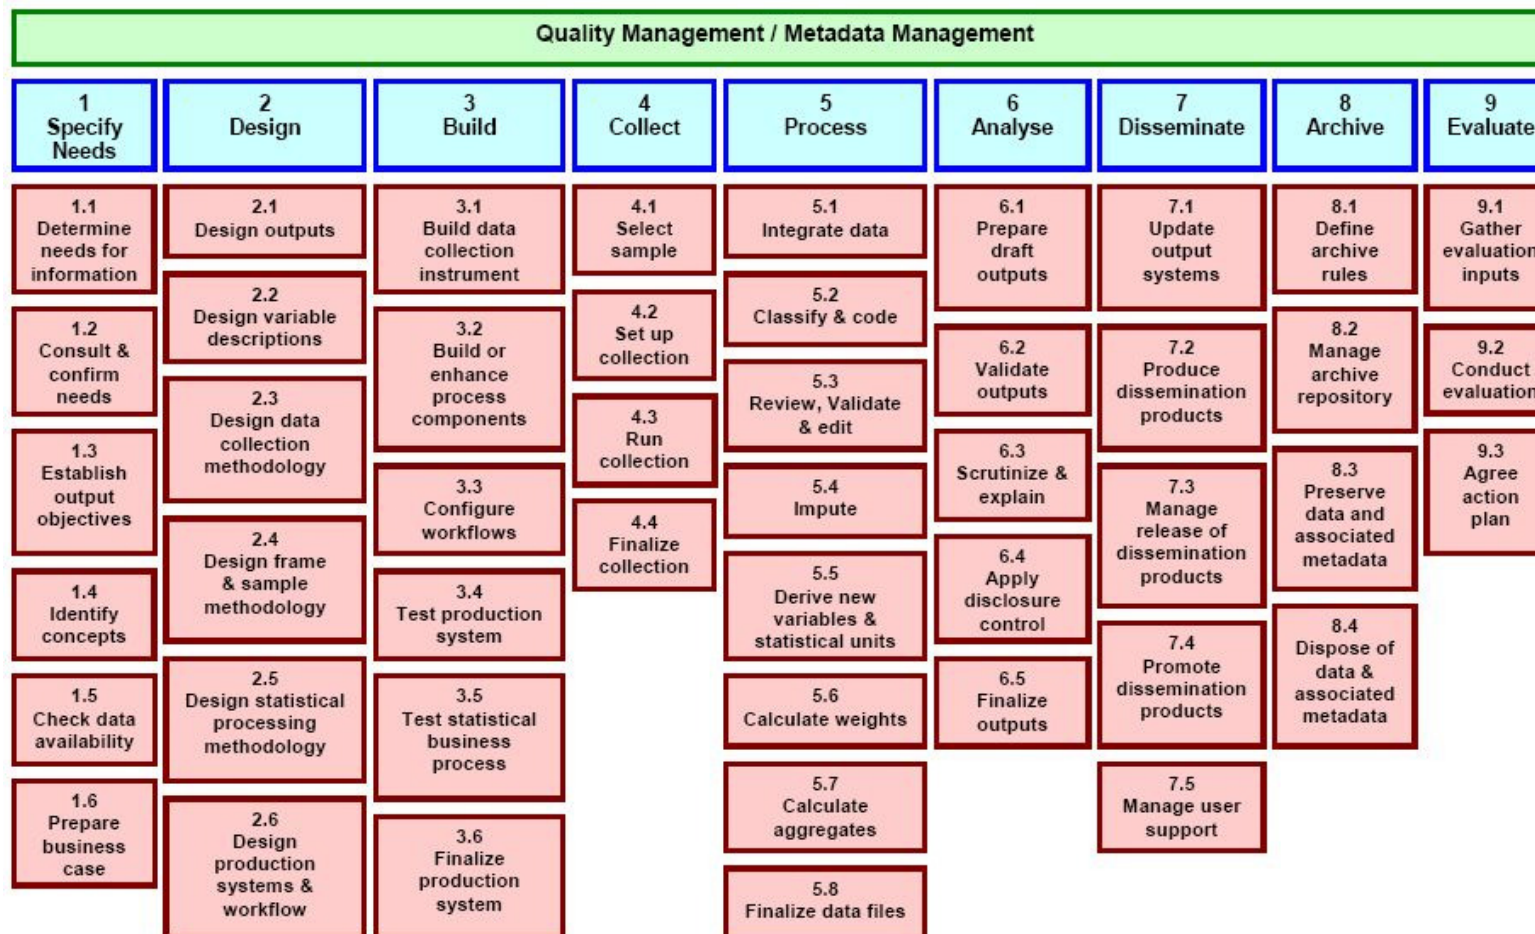 Quality Management / Metadata Management
1
Specify
Needs
2
Design
3
Build
4
Collect
5
Process
6
Analyse
7
Disseminate
8
Archive
9
Evaluate
1.1
Determine
needs for
information
1.2
Consult &
confirm
needs
1.3
Establish
output
objectives
1.4
Identify
concepts
1.5
Check data
availability
1.6
Prepare
business
case
2.1
Design outputs
2.2
Design variable
descriptions
2.3
Design data
collection
methodology
2.4
Design frame
& sample
methodology
2.5
Design statistical
processing
methodology
2.6
Design
production
systems &
workflow
3.1
Build data
collection
instrument
3.2
Build or
enhance
process
components
3.3
Configure
workflows
3.4
Test production
system
3.5
Test statistical
business
process
3.6
Finalize
production
system
4.1
Select
sample
4.2
Set up
collection
4.3
Run
collection
4.4
Finalize
collection
5.1
Integrate data
5.2
Classify & code
5.3
Review, Validate
& edit
5.4
Impute
5.5
Derive new
variables &
statistical units
5.6
Calculate weights
5.7
Calculate
aggregates
5.8
Finalize data files
6.1
Prepare
draft
outputs
6.2
Validate
outputs
6.3
Scrutinize &
explain
6.4
Apply
disclosure
control
6.5
Finalize
outputs
7.1
Update
output
systems
7.2
Produce
dissemination
products
7.3
Manage
release of
dissemination
products
7.4
Promote
dissemination
products
7.5
Manage user
support
8.1
Define
archive
rules
8.2
Manage
archive
repository
8.3
Preserve
data and
associated
metadata
8.4
Dispose of
data &
associated
metadata
9.1
Gather
evaluation
inputs
9.2
Conduct
evaluation
9.3
Agree
action
plan